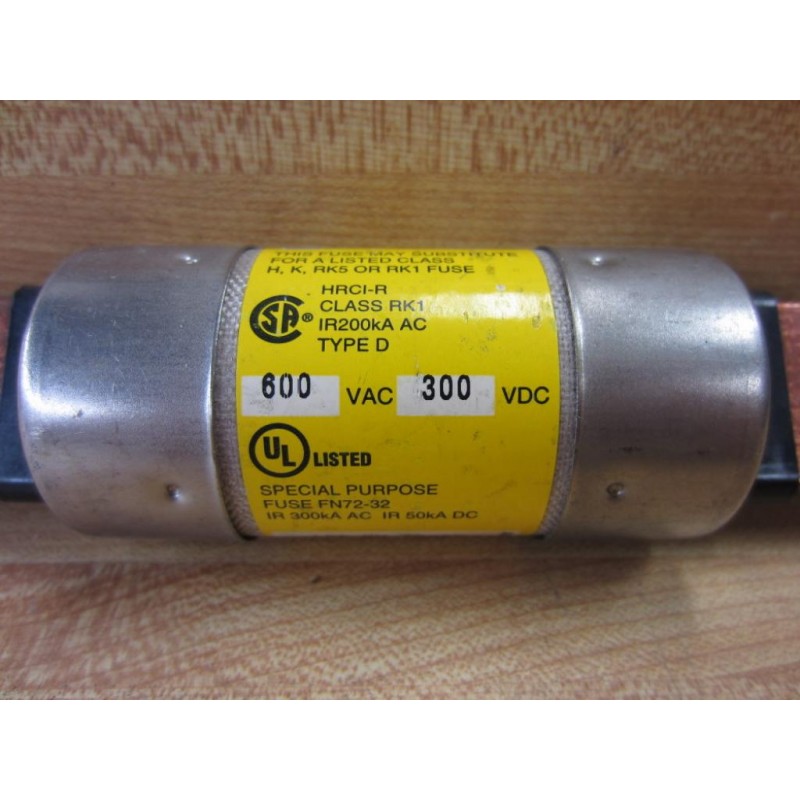 THIS FUSE MAY SUBSTITUTE
FOR A LISTED CLASS
H, K, RK5 OR RK1 FUSE
HRCI-R
CLASS RK1
SA ® IR200kA AC
TYPE D
600 VAC 300 VDC
UL LISTED
SPECIAL PURPOSE
FUSE FN72-32
IR 300kA AC IR 50kA DC